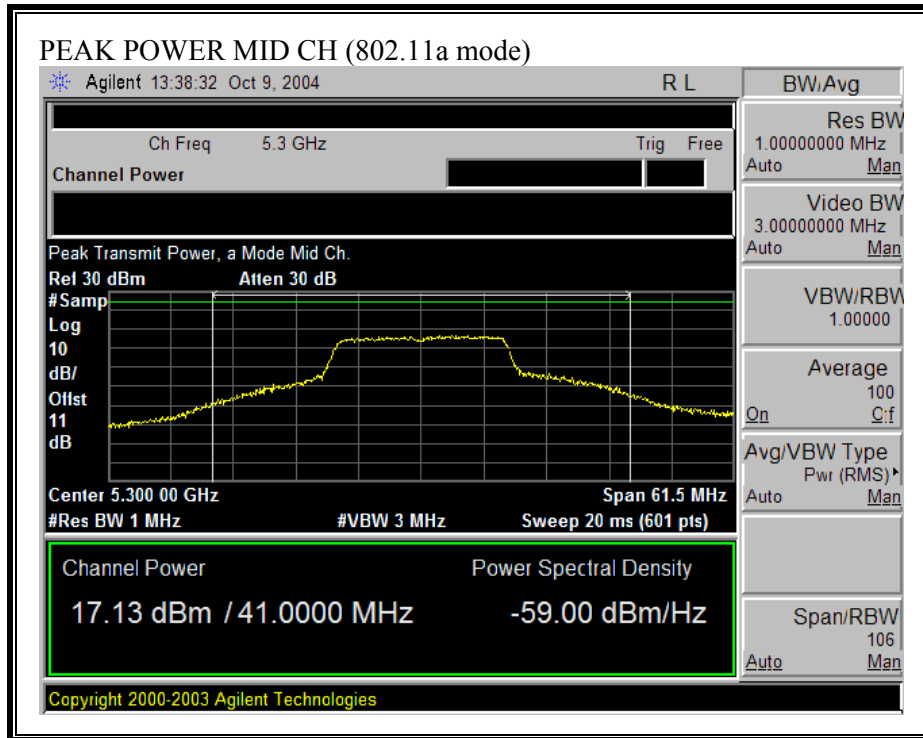 PEAK POWER MID CH (802.11a mode)
Agilent 13:38:32 Oct 9, 2004 R L BW/Avg
Res BW
1.00000000 MHz
Auto Man
Ch Freq 5.3 GHz Trig Free
Channel Power
Video BW
3.00000000 MHz
Auto Man
Peak Transmit Power, a Mode Mid Ch.
Ref 30 dBm Atten 30 dB
#Samp
Log
10
dB/
Offst
11
dB
VBW/RBW
1.00000
Average
100
On Off
Avg/VBW Type
Pwr (RMS)
Auto Man
Center 5.300 00 GHz Span 61.5 MHz
#Res BW 1 MHz #VBW 3 MHz Sweep 20 ms (601 pts)
Channel Power Power Spectral Density
17.13 dBm / 41.0000 MHz -59.00 dBm/Hz
Span/RBW
106
Auto Man
Copyright 2000-2003 Agilent Technologies